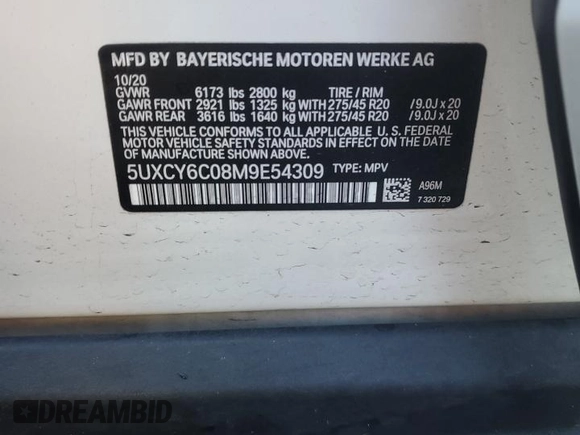 MFD BY BAYERISCHE MOTOREN WERKE AG
10/20
GVWR 6173 lbs 2800 kg TIRE / RIM
GAWR FRONT 2921 lbs 1325 kg WITH 275/45 R20 /9.0J x 20
GAWR REAR 3616 lbs 1640 kg WITH 275/45 R20 /9.0J x 20
THIS VEHICLE CONFORMS TO ALL APPLICABLE U. S. FEDERAL
MOTOR VEHICLE SAFETY STANDARDS IN EFFECT ON THE
DATE OF MANUFACTURE SHOWN ABOVE.
5UXCY6C08M9E54309 TYPE: MPV
A96M
7 320 729
DREAMBID